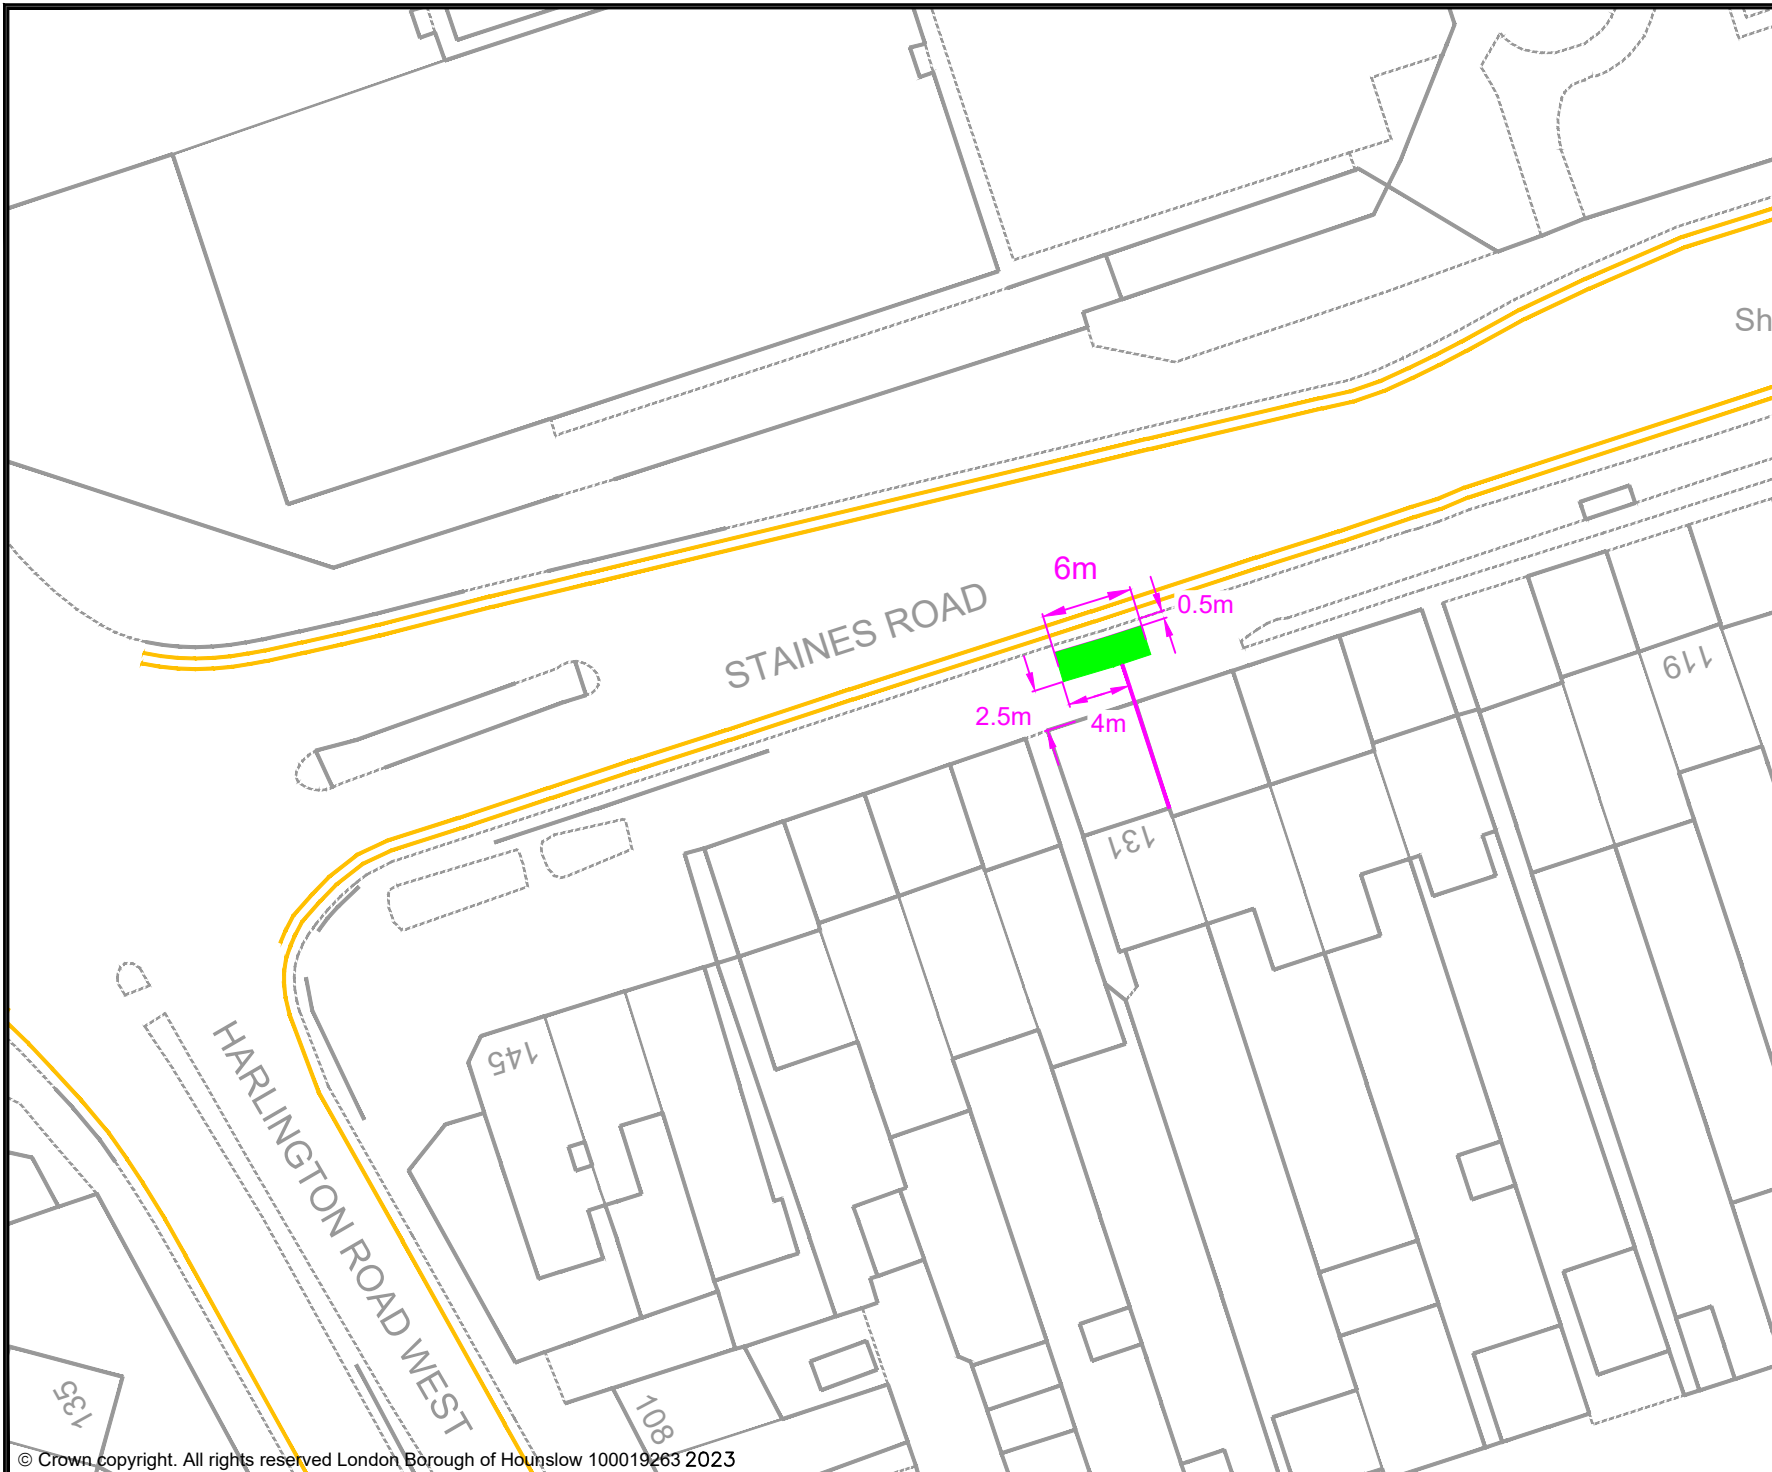 Sh
6m
0.5m
STAINES ROAD
119
2.5m
4m
131
145
HARLINGTON ROAD WEST
135
108
© Crown copyright. All rights reserved London Borough of Hounslow 100019263 2023